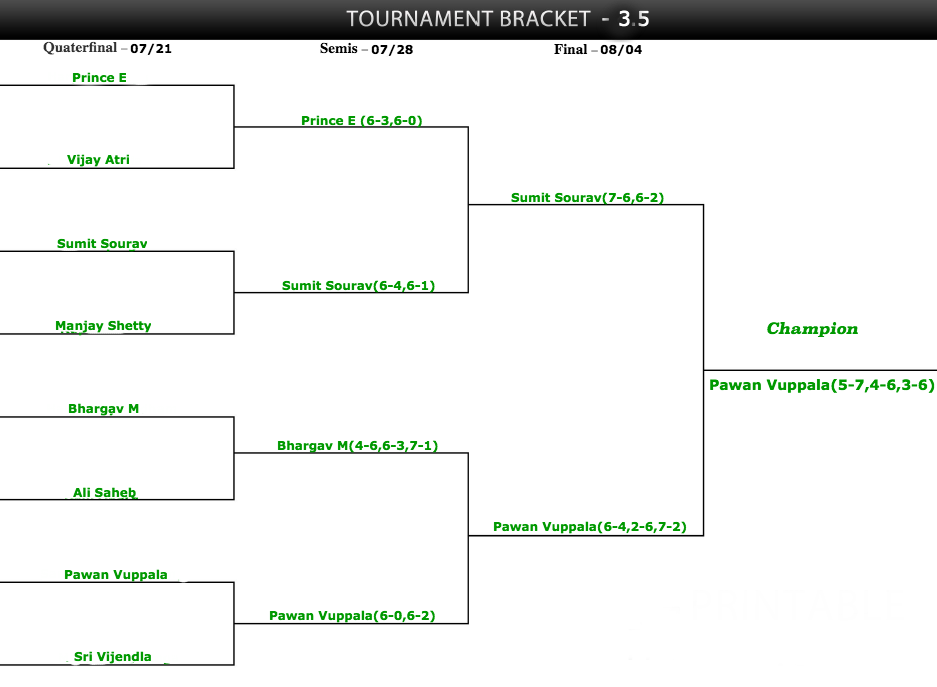 TOURNAMENT BRACKET - 3.5
Quaterfinal – 07/21
Semis – 07/28
Final – 08/04
Prince E
Prince E (6-3,6-0)
Vijay Atri
Sumit Sourav(7-6,6-2)
Sumit Sourav
Sumit Sourav(6-4,6-1)
Manjay Shetty
Champion
Pawan Vuppala(5-7,4-6,3-6)
Bhargav M
Bhargav M(4-6,6-3,7-1)
Ali Saheb
Pawan Vuppala(6-4,2-6,7-2)
Pawan Vuppala
Pawan Vuppala(6-0,6-2)
Sri Vijendla